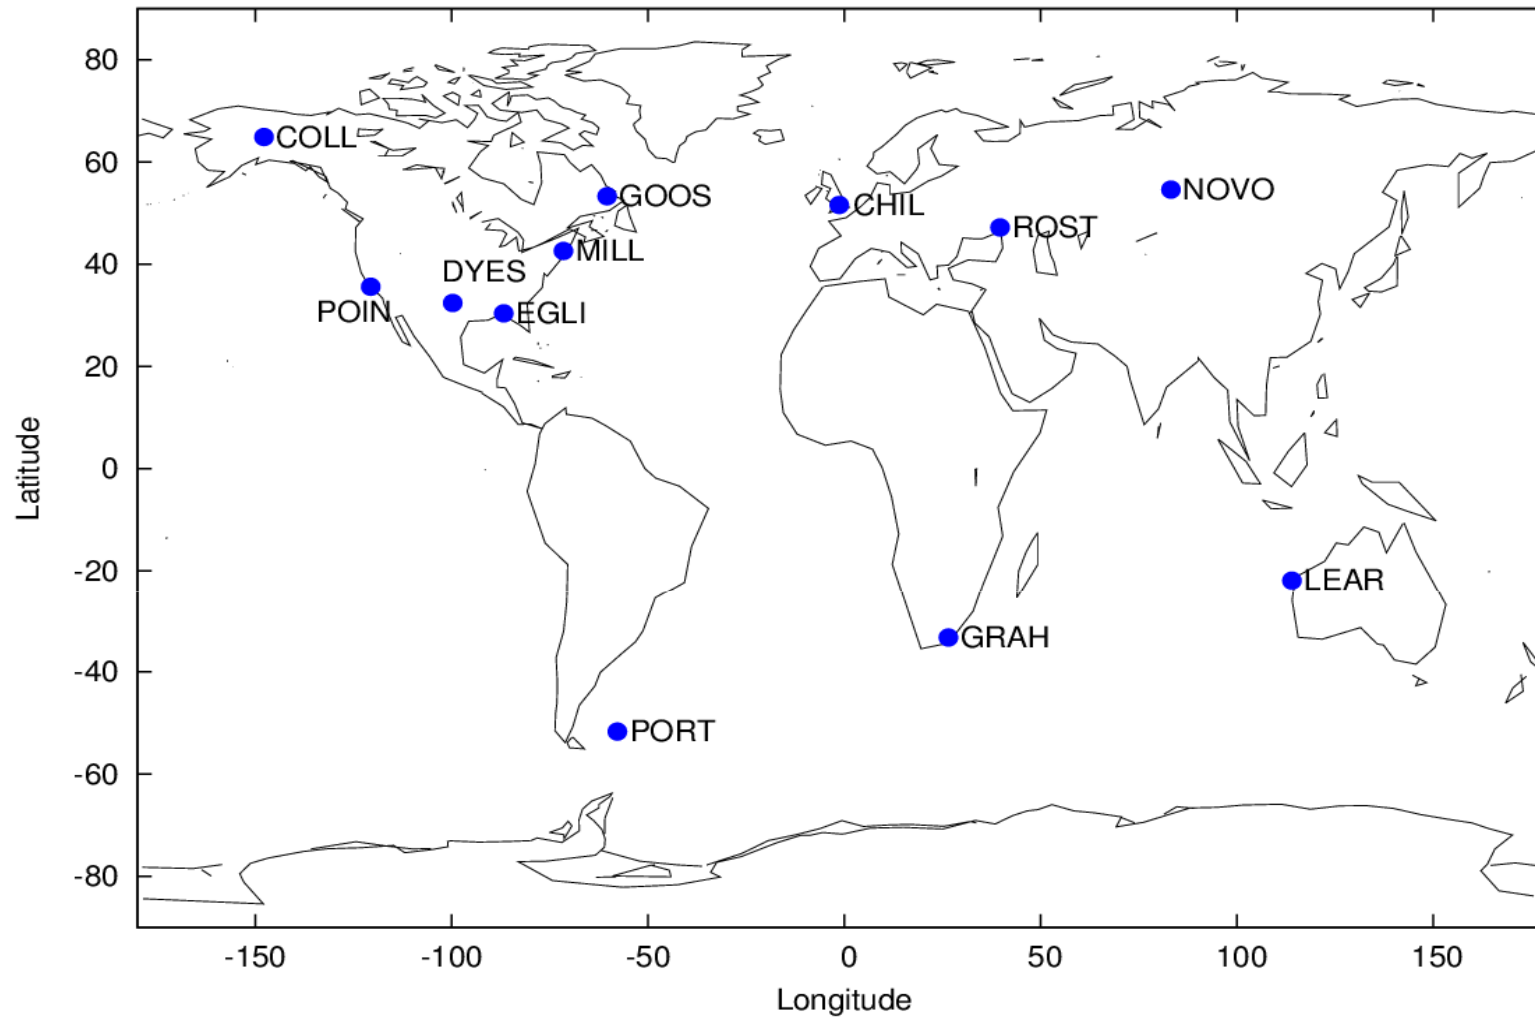 80
COLL
60
NOVO
GOOS
CHIL
ROST
MILL
40
DYES
POIN
EGLI
20
0
Latitude
-20
LEAR
GRAH
-40
PORT
-60
-80
-150 -100 -50 0 50 100 150
Longitude